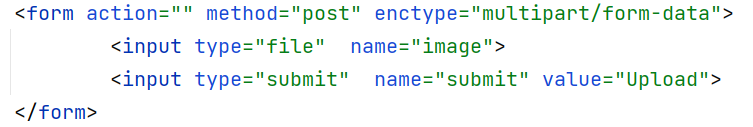 <form action="" method="post" enctype="multipart/form-data">
        <input type="file"  name="image">
        <input type="submit"  name="submit" value="Upload">
</form>